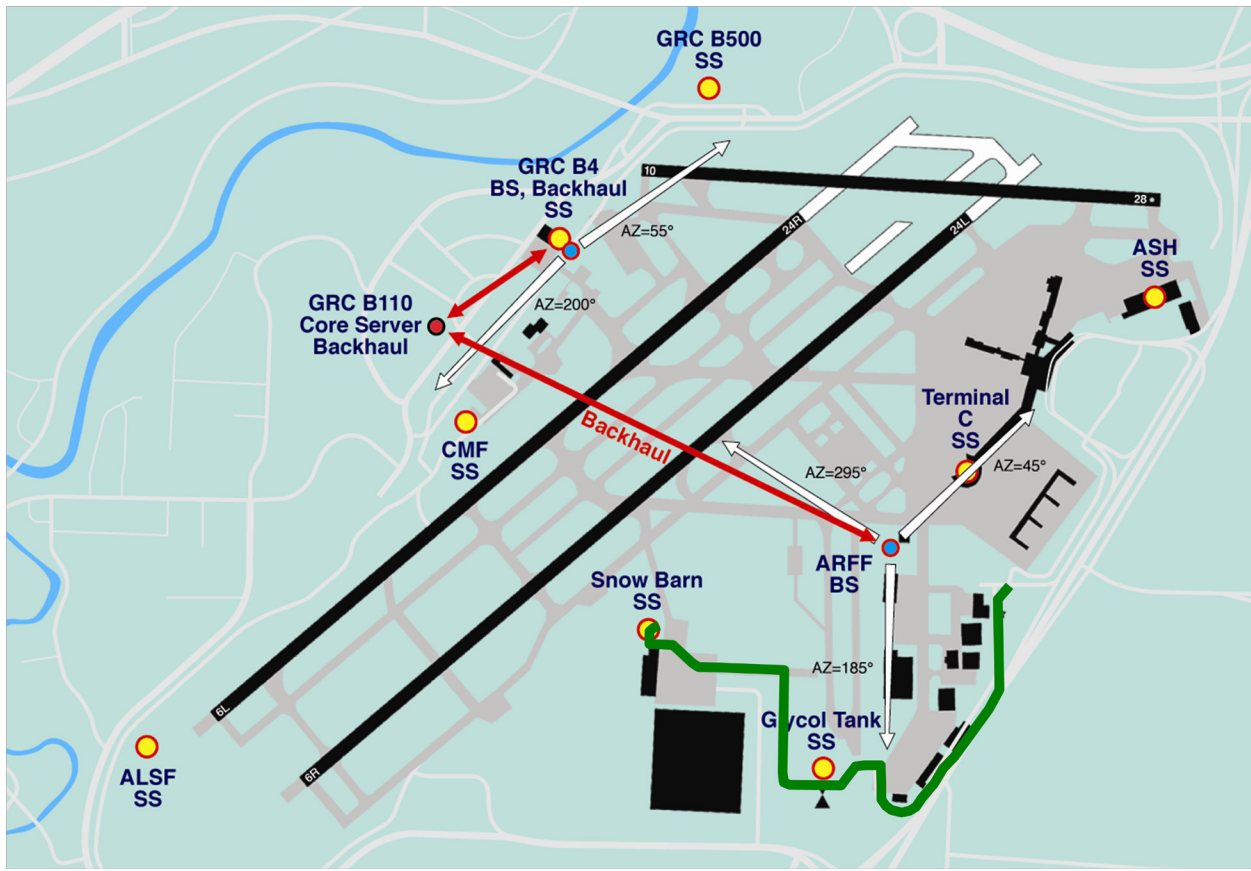 GRC B500
SS
GRC B4
BS, Backhaul
SS
10
28
24R
24L
AZ=55°
ASH
SS
AZ=200°
GRC B110
Core Server
Backhaul
Terminal
C
SS
Backhaul
CMF
SS
AZ=295°
AZ=45°
ARFF
BS
Snow Barn
SS
AZ=185°
6L
Glycol Tank
SS
6R
ALSF
SS